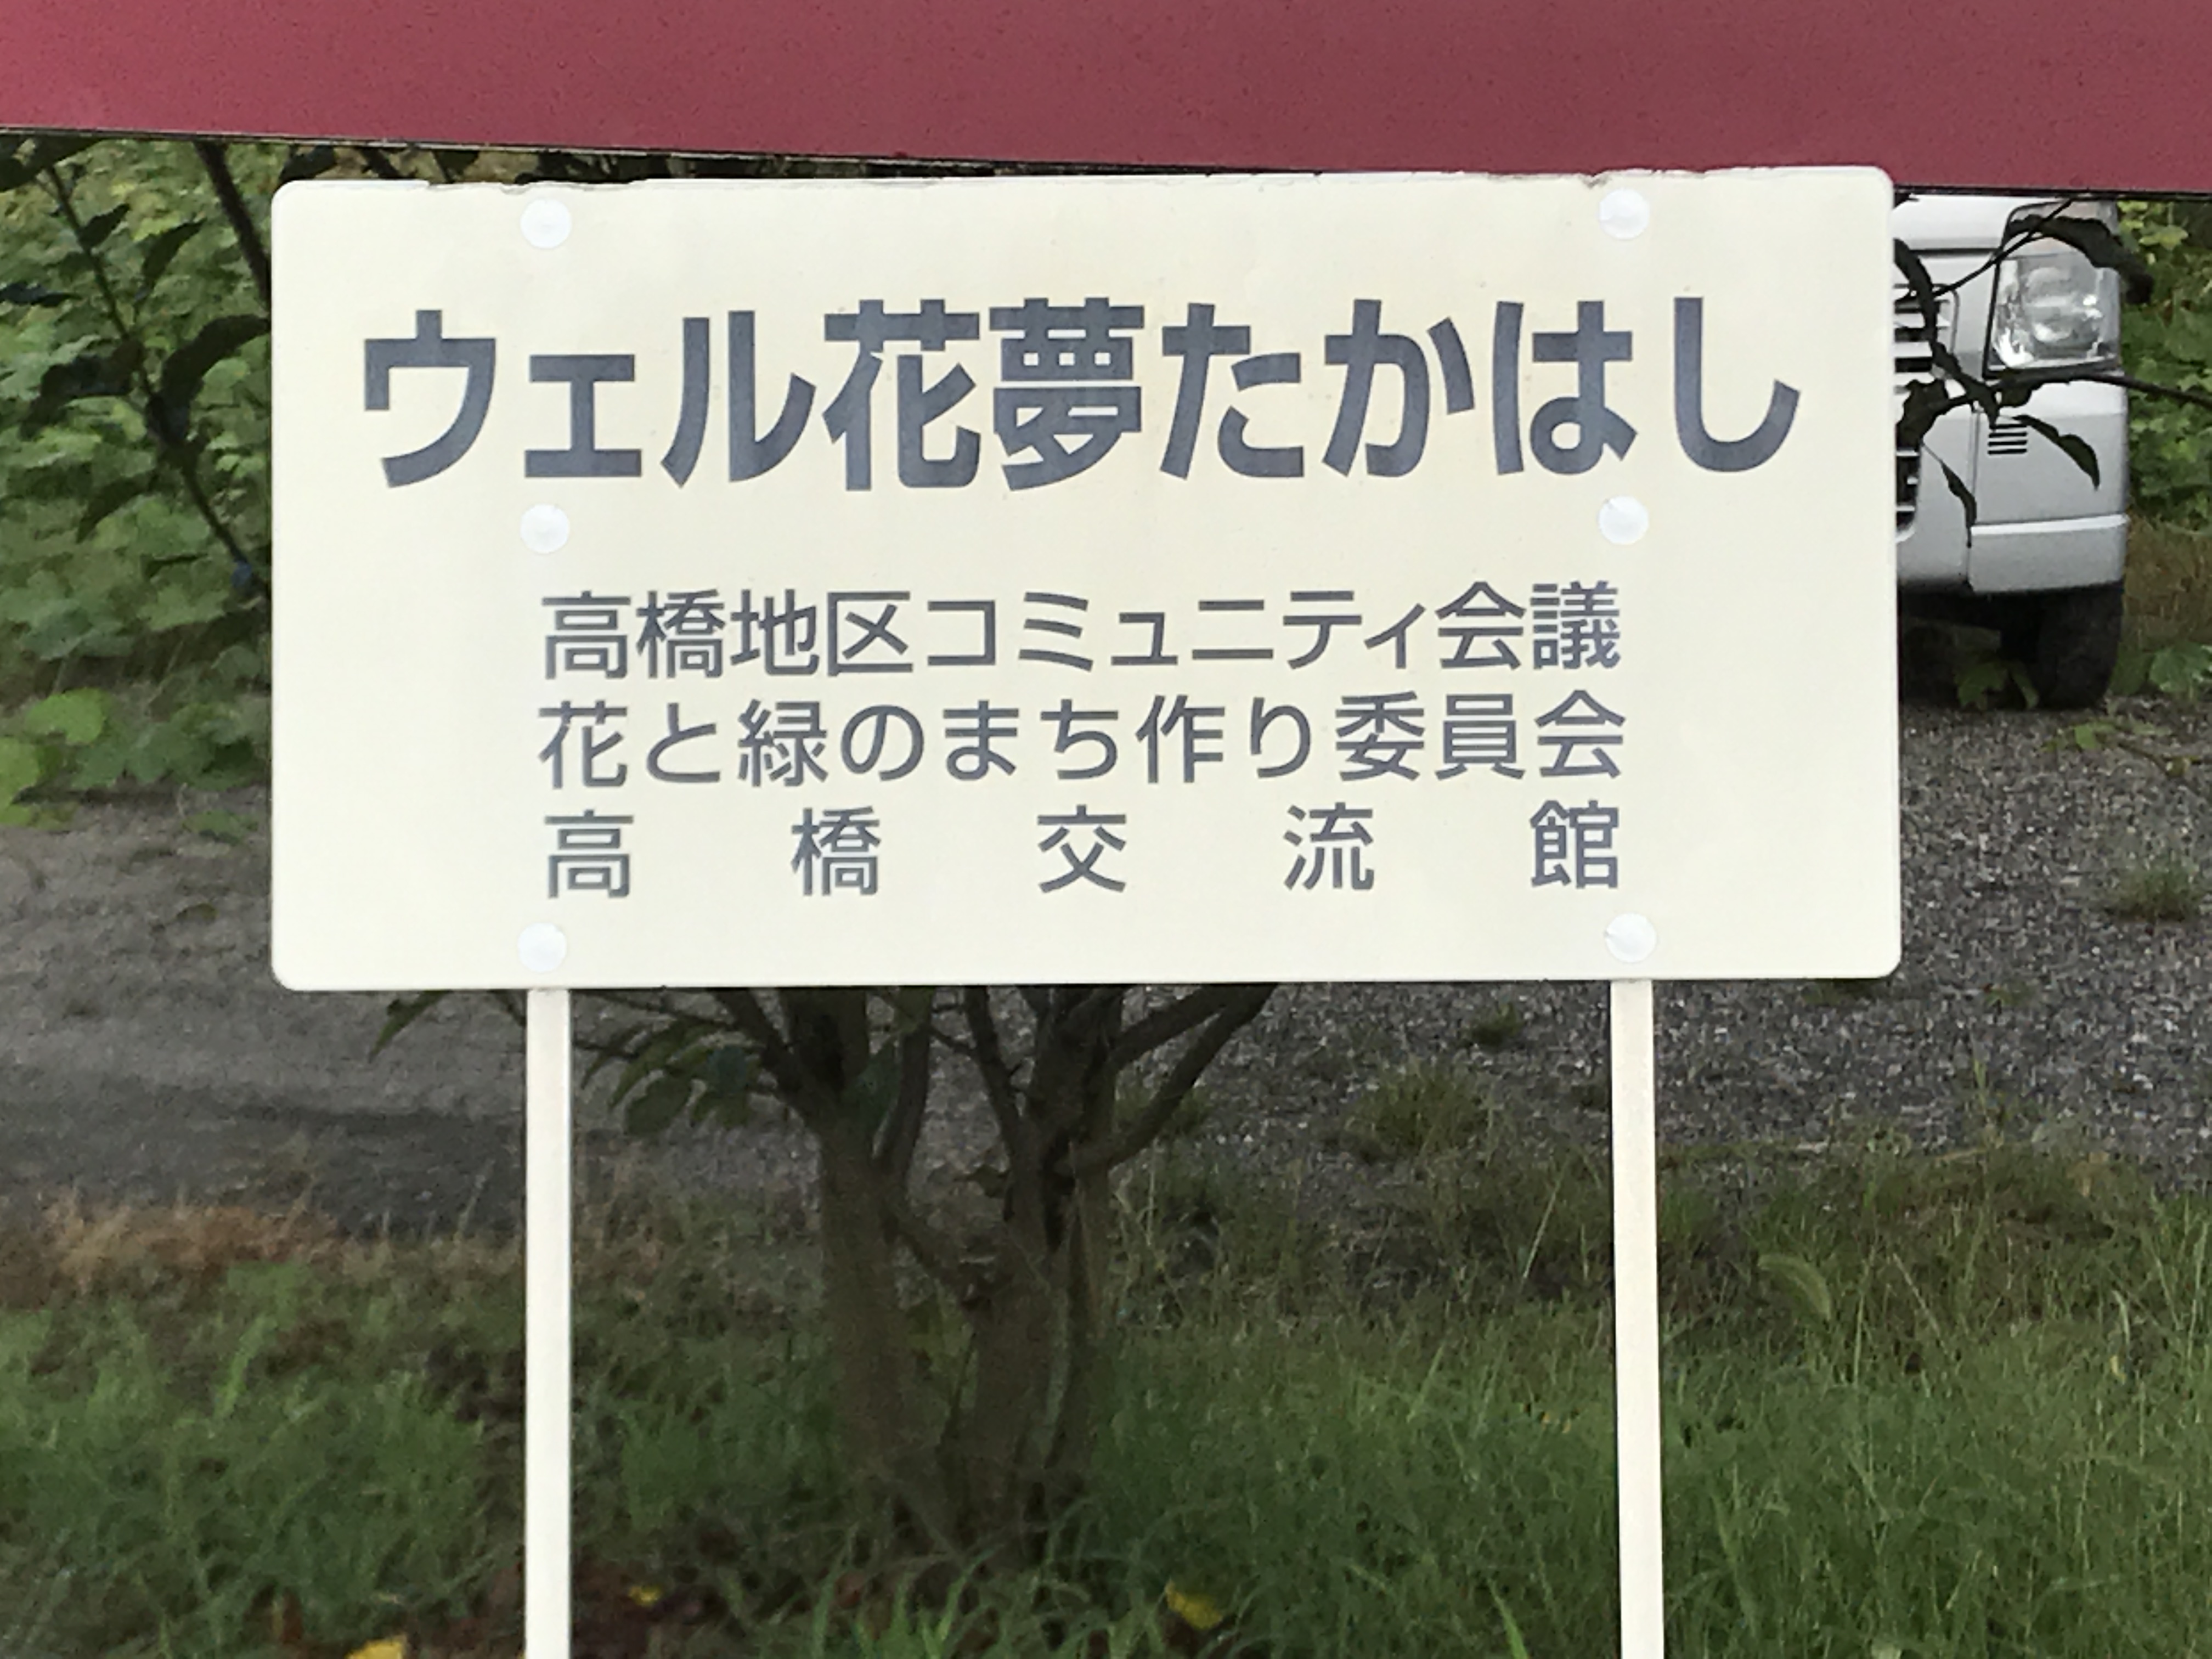 ウェル花夢たかはし
高橋地区コミュニティ会議
花と緑のまち作り委員会
高橋交流館